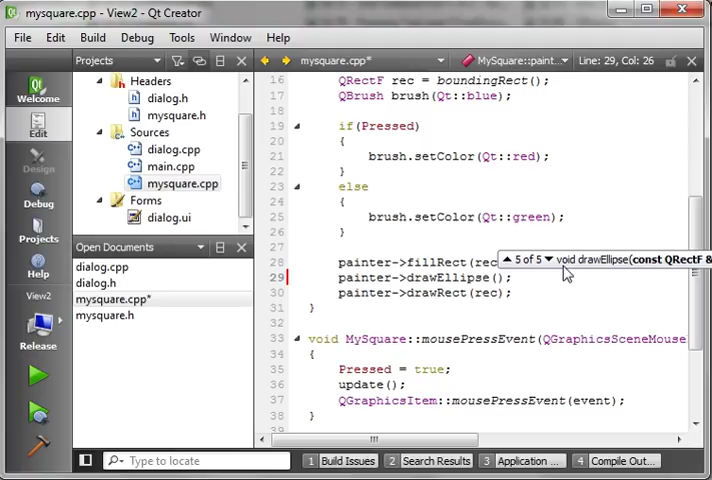 mysquare.cpp* - View2 - Qt Creator
File Edit Build Debug Tools Window Help
Projects
mysquare.cpp*
MySquare::paint...
Line: 29, Col: 26
Welcome
Edit
Design
Debug
Projects
Help
View2
Release
Headers
dialog.h
mysquare.h
Sources
dialog.cpp
main.cpp
mysquare.cpp
Forms
dialog.ui
Open Documents
dialog.cpp
dialog.h
mysquare.cpp*
mysquare.h
16 QRectF rec = boundingRect();
17 QBrush brush(Qt::blue);
18
19 if(Pressed)
20 {
21 brush.setColor(Qt::red);
22 }
23 else
24 {
25 brush.setColor(Qt::green);
26 }
27
28 painter->fillRect(rec
5 of 5 void drawEllipse(const QRectF &
29 painter->drawEllipse();
30 painter->drawRect(rec);
31 }
32
33 void MySquare::mousePressEvent(QGraphicsSceneMouse
34 {
35 Pressed = true;
36 update();
37 QGraphicsItem::mousePressEvent(event);
38 }
Type to locate
1 Build Issues
2 Search Results
3 Application ...
4 Compile Out...